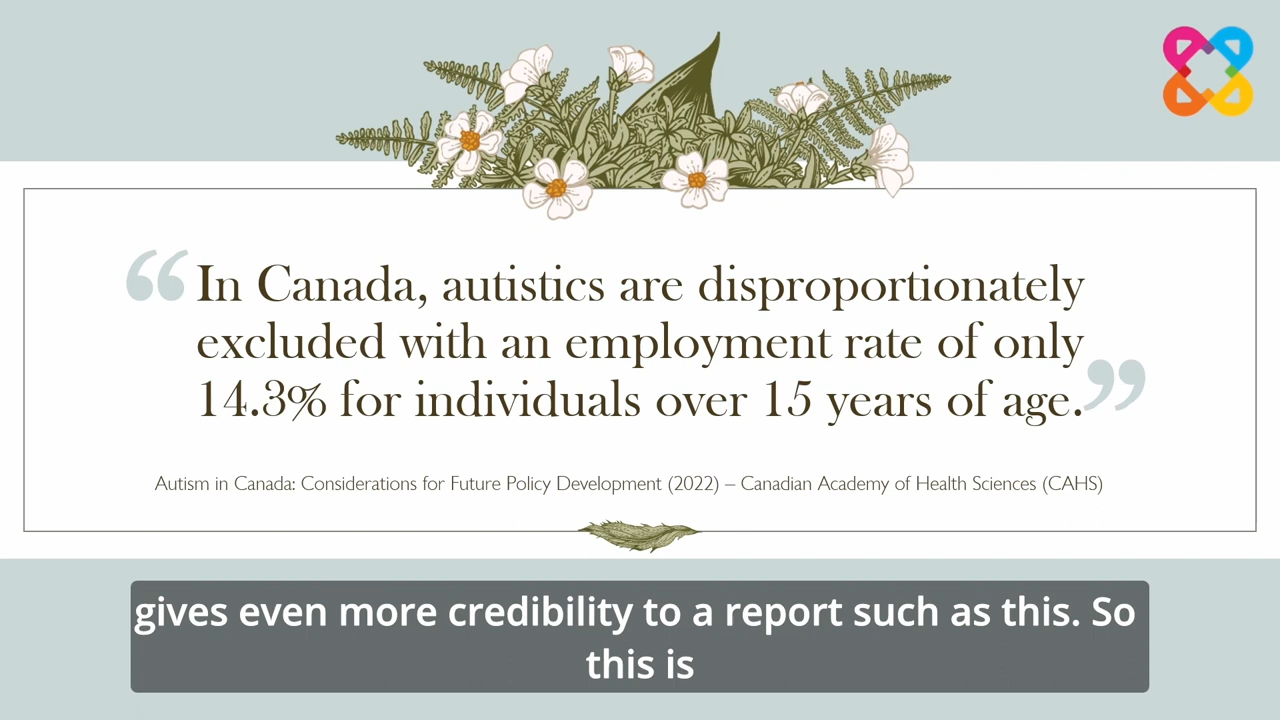 “In Canada, autistics are disproportionately
excluded with an employment rate of only
14.3% for individuals over 15 years of age.”
Autism in Canada: Considerations for Future Policy Development (2022) – Canadian Academy of Health Sciences (CAHS)
gives even more credibility to a report such as this. So
this is